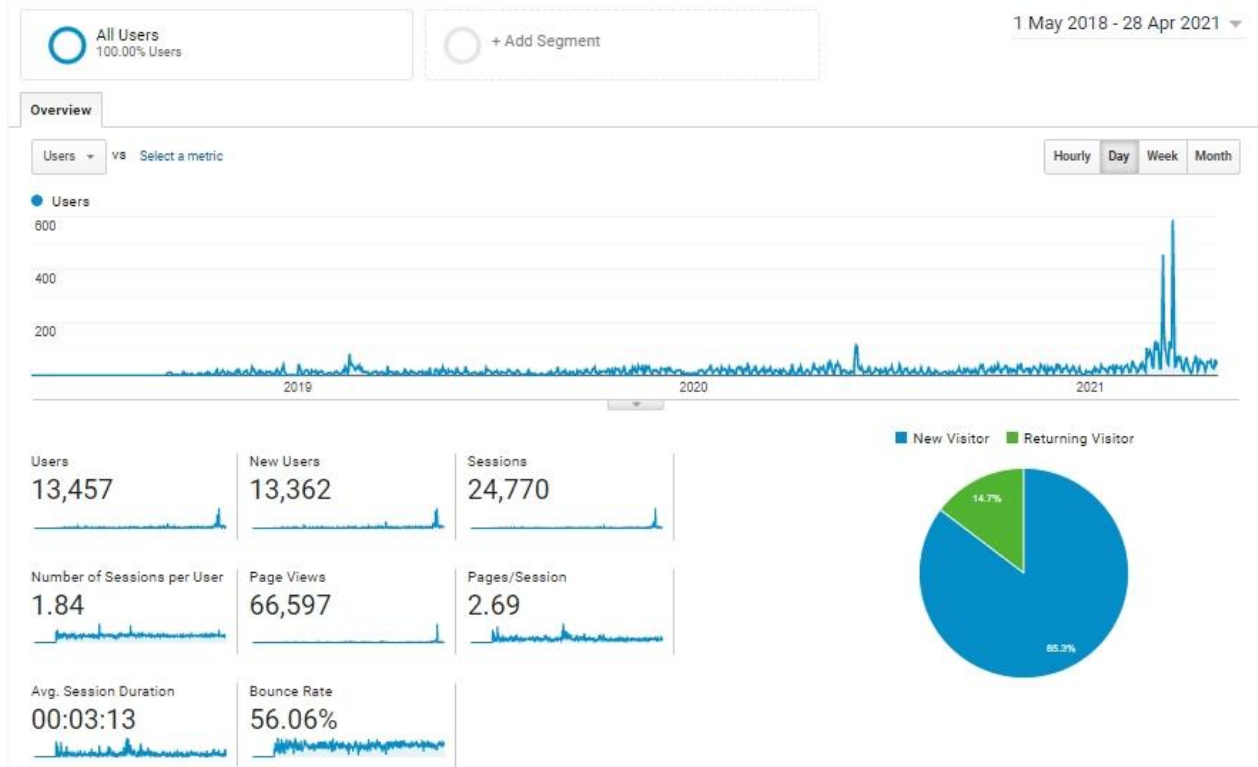 All Users
100.00% Users
+ Add Segment
1 May 2018 - 28 Apr 2021
Overview
Users vs Select a metric
Hourly Day Week Month
Users
600
400
200
2019 2020 2021
New Visitor Returning Visitor
Users
13,457
New Users
13,362
Sessions
24,770
Number of Sessions per User
1.84
Page Views
66,597
Pages/Session
2.69
Avg. Session Duration
00:03:13
Bounce Rate
56.06%
14.7%
85.3%